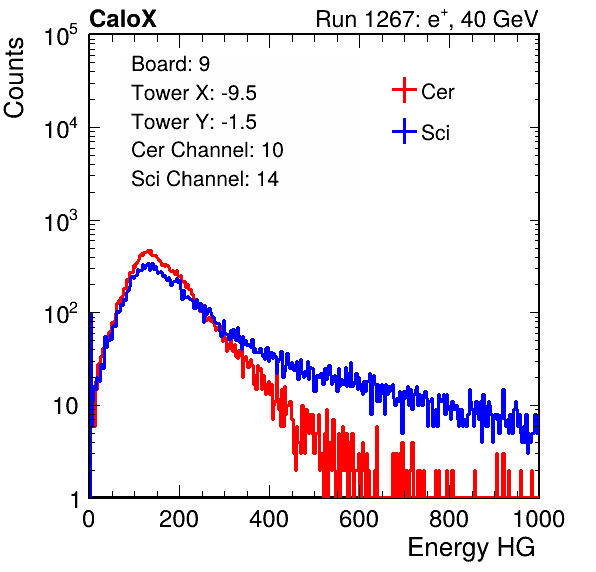 CaloX Run 1267: e⁺, 40 GeV
Counts
10⁵
10⁴
10³
10²
10
1
Board: 9
Tower X: -9.5
Tower Y: -1.5
Cer Channel: 10
Sci Channel: 14
Cer
Sci
0 200 400 600 800 1000
Energy HG